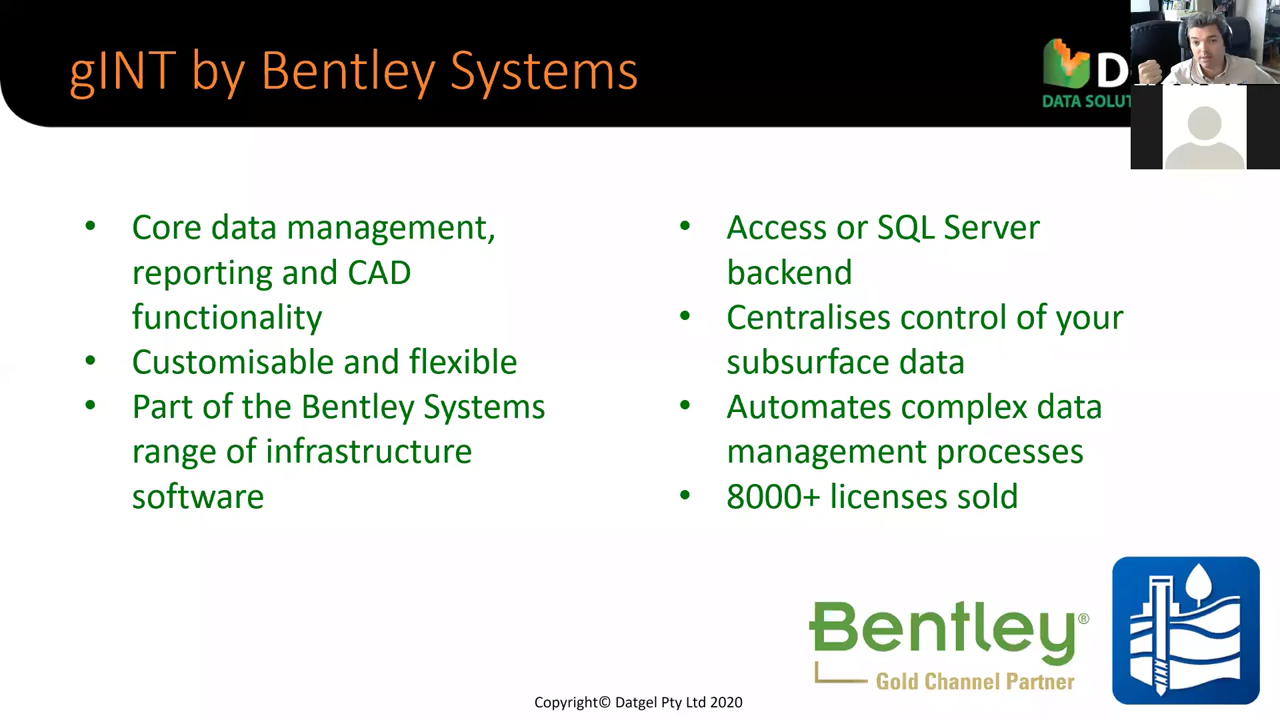 gINT by Bentley Systems
DATA SOLUT
• Core data management,
reporting and CAD
functionality
• Customisable and flexible
• Part of the Bentley Systems
range of infrastructure
software
• Access or SQL Server
backend
• Centralises control of your
subsurface data
• Automates complex data
management processes
• 8000+ licenses sold
Bentley®
Gold Channel Partner
Copyright© Datgel Pty Ltd 2020